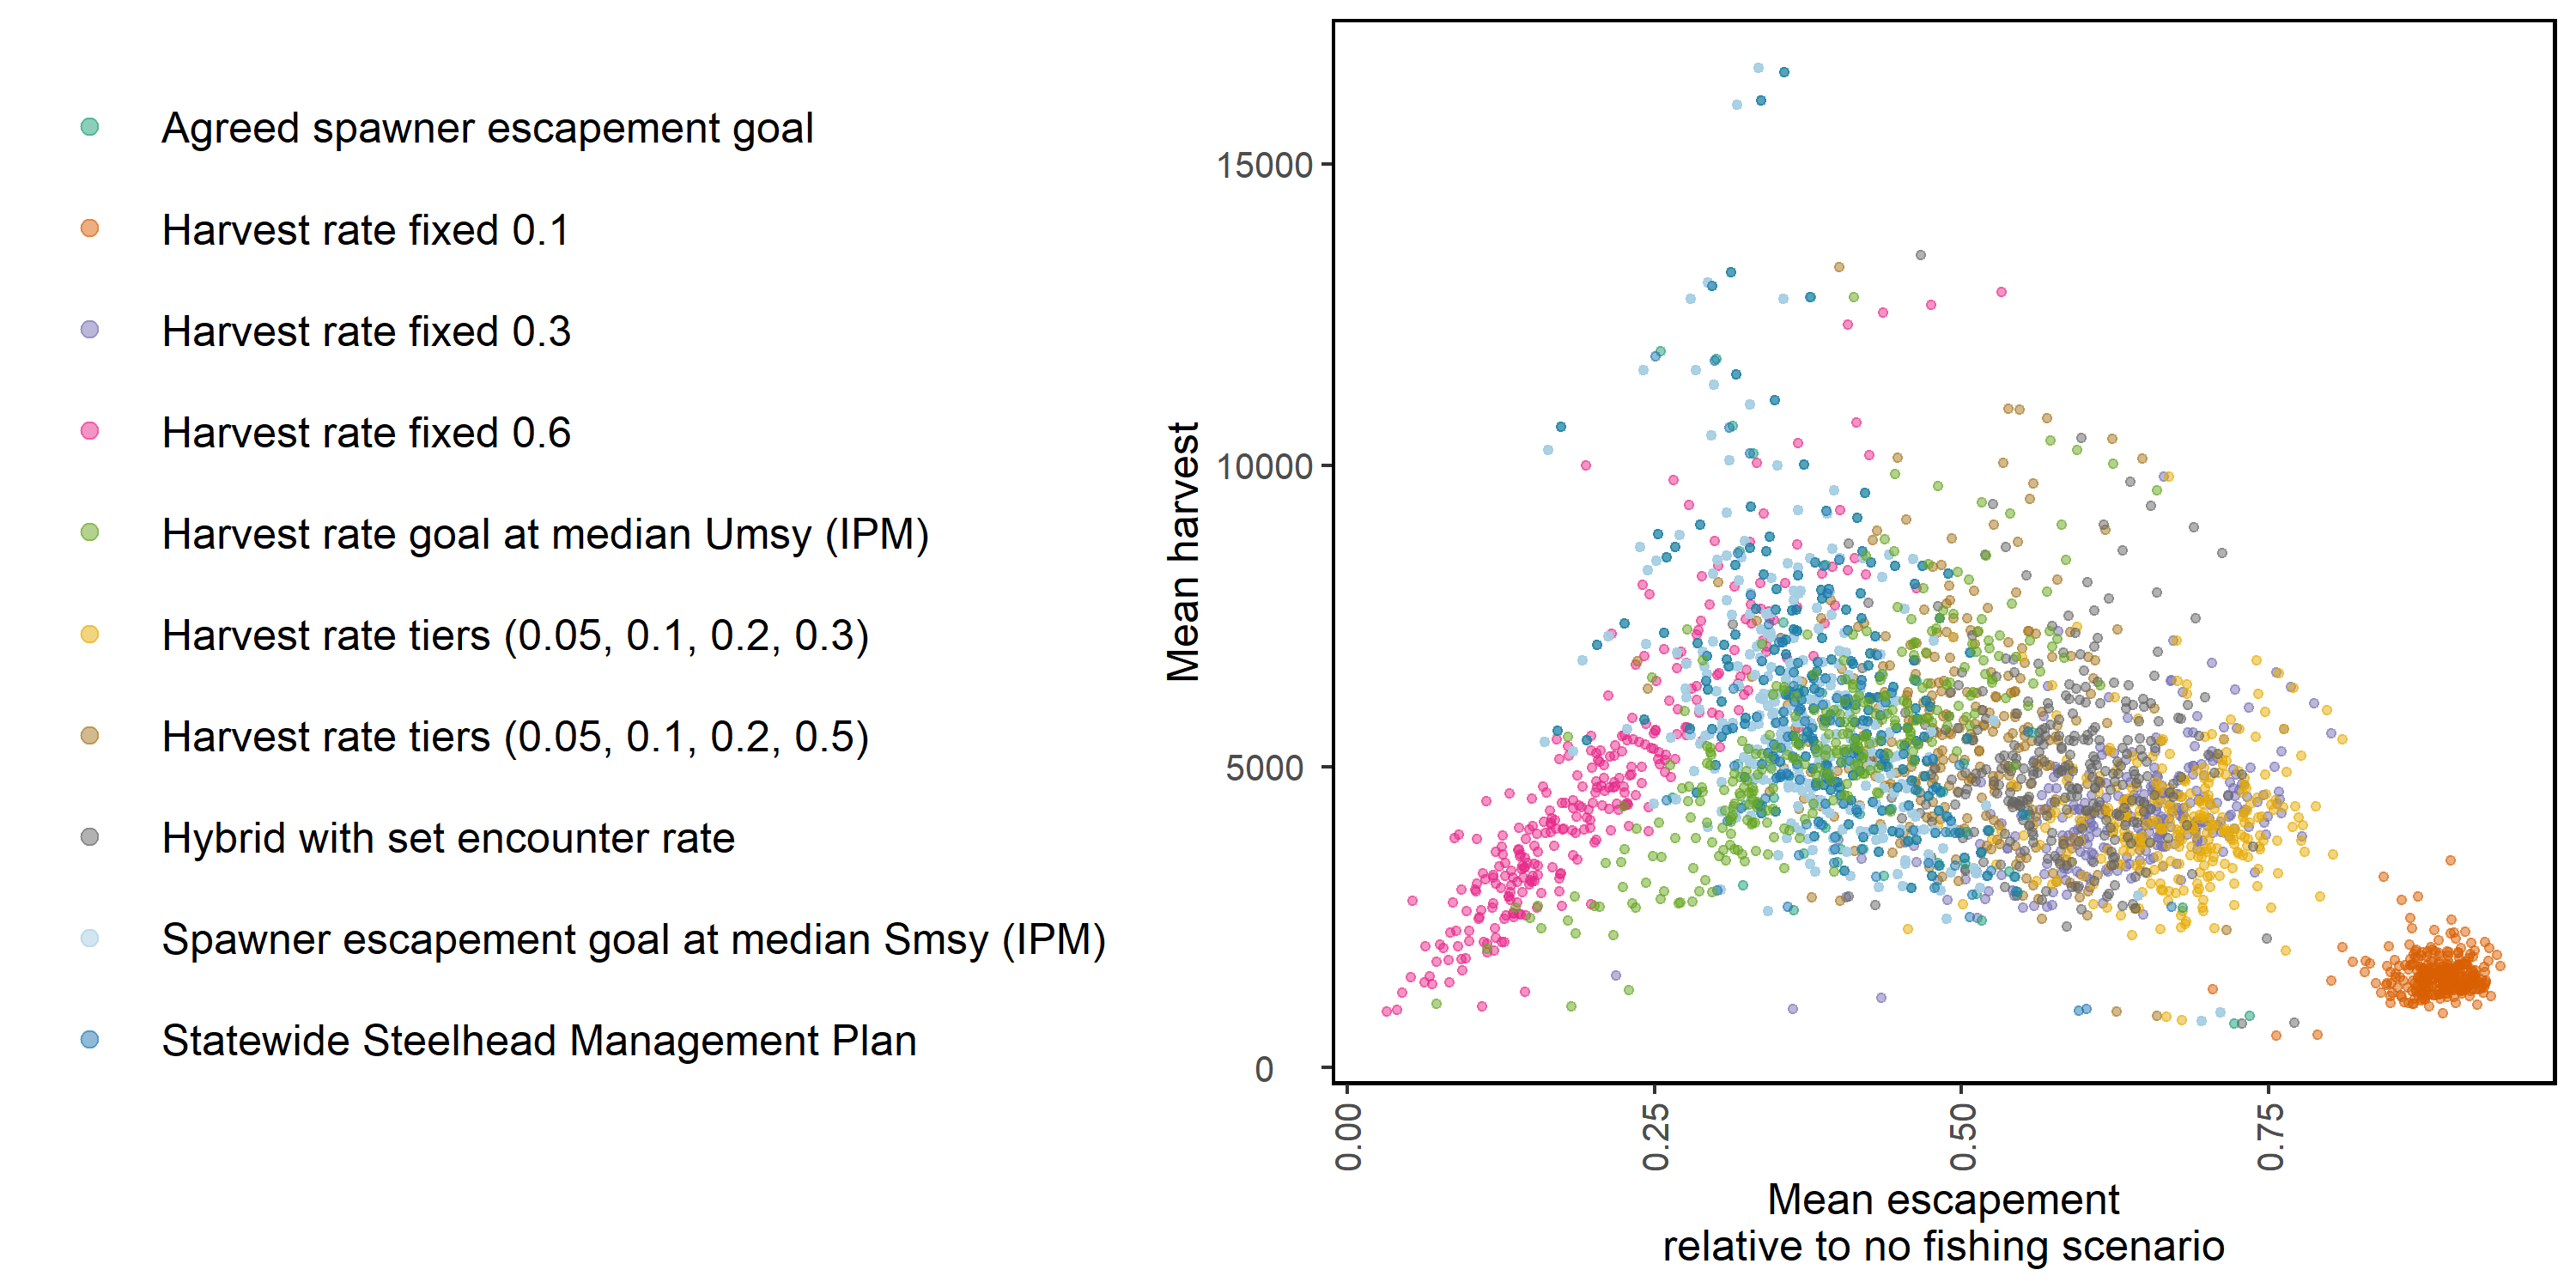 Agreed spawner escapement goal
Harvest rate fixed 0.1
Harvest rate fixed 0.3
Harvest rate fixed 0.6
Harvest rate goal at median Umsy (IPM)
Harvest rate tiers (0.05, 0.1, 0.2, 0.3)
Harvest rate tiers (0.05, 0.1, 0.2, 0.5)
Hybrid with set encounter rate
Spawner escapement goal at median Smsy (IPM)
Statewide Steelhead Management Plan
Mean harvest
15000
10000
5000
0
0.00
0.25
0.50
0.75
Mean escapement
relative to no fishing scenario